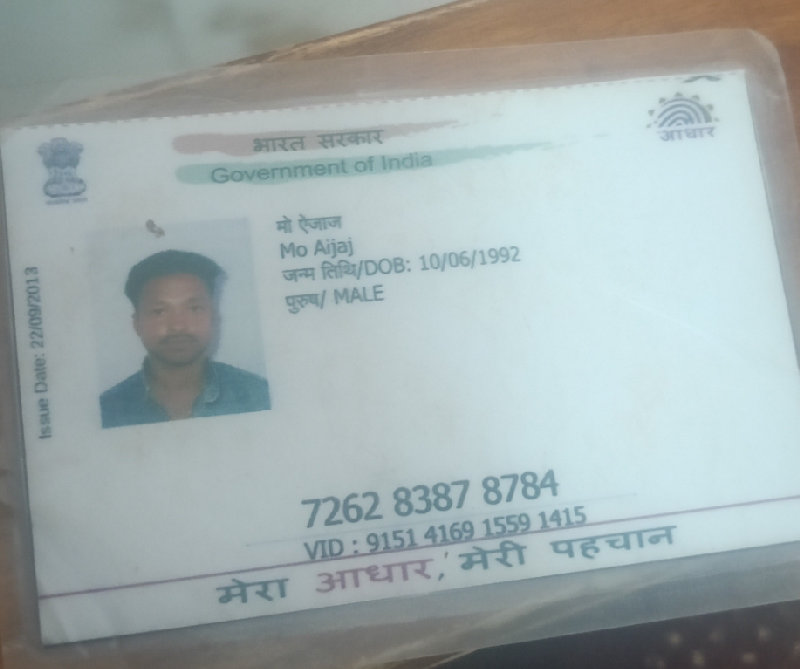 भारत सरकार
Government of India
आधार
मो ऐजाज
Mo Aijaj
जन्म तिथि/DOB: 10/06/1992
पुरुष/ MALE
Issue Date: 22/09/2013
7262 8387 8784
VID : 9151 4169 1559 1415
मेरा आधार, मेरी पहचान